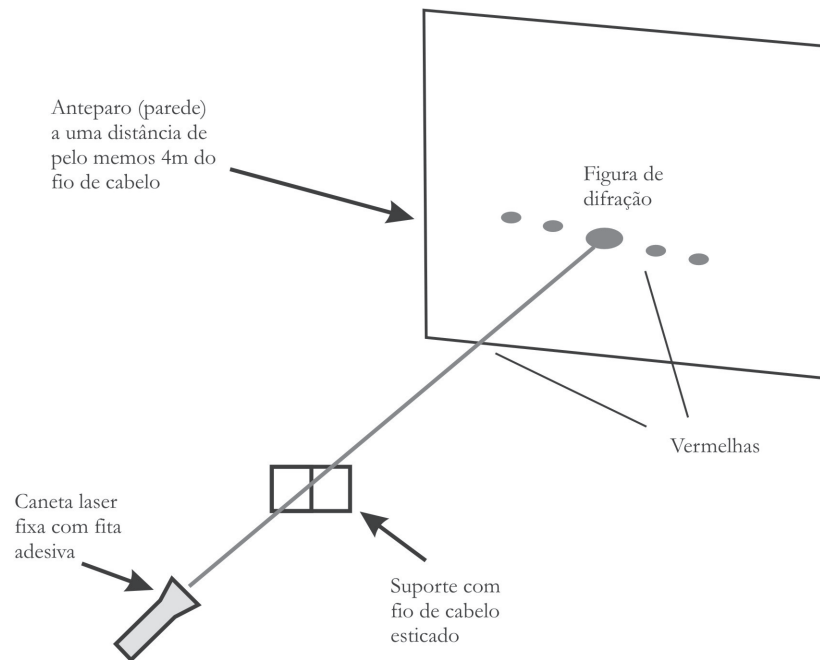 Anteparo (parede)
a uma distância de
pelo memos 4m do
fio de cabelo
Figura de
difração
Vermelhas
Caneta laser
fixa com fita
adesiva
Suporte com
fio de cabelo
esticado